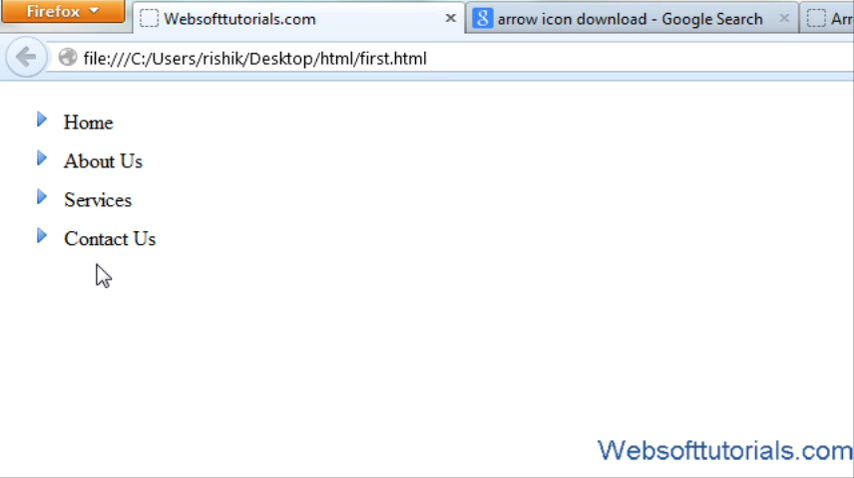 Firefox
Websofttutorials.com
arrow icon download - Google Search
Arr
file:///C:/Users/rishik/Desktop/html/first.html
Home
About Us
Services
Contact Us
Websofttutorials.com